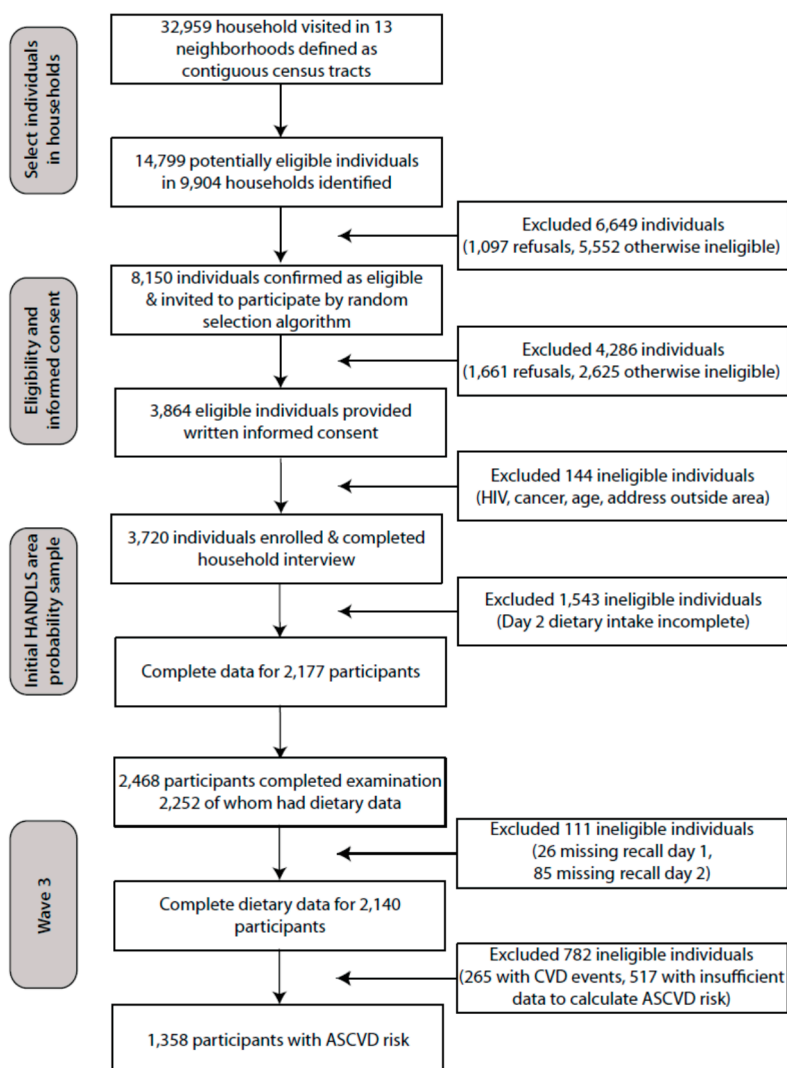 Select individuals
in households
32,959 household visited in 13
neighborhoods defined as
contiguous census tracts
14,799 potentially eligible individuals
in 9,904 households identified
Excluded 6,649 individuals
(1,097 refusals, 5,552 otherwise ineligible)
Eligibility and
informed consent
8,150 individuals confirmed as eligible
& invited to participate by random
selection algorithm
Excluded 4,286 individuals
(1,661 refusals, 2,625 otherwise ineligible)
3,864 eligible individuals provided
written informed consent
Excluded 144 ineligible individuals
(HIV, cancer, age, address outside area)
Initial HANDLS area
probability sample
3,720 individuals enrolled & completed
household interview
Excluded 1,543 ineligible individuals
(Day 2 dietary intake incomplete)
Complete data for 2,177 participants
2,468 participants completed examination
2,252 of whom had dietary data
Wave 3
Excluded 111 ineligible individuals
(26 missing recall day 1,
85 missing recall day 2)
Complete dietary data for 2,140
participants
Excluded 782 ineligible individuals
(265 with CVD events, 517 with insufficient
data to calculate ASCVD risk)
1,358 participants with ASCVD risk